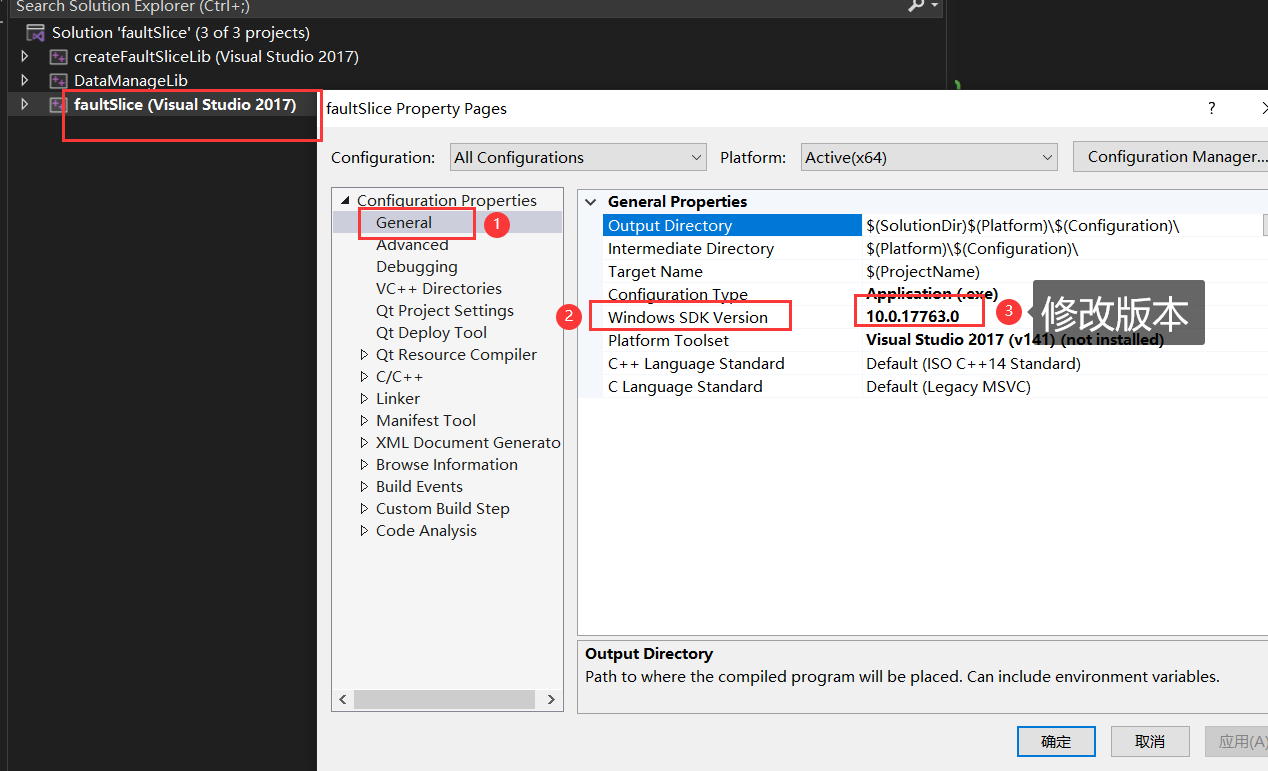 Search Solution Explorer (Ctrl+;)
Solution 'faultSlice' (3 of 3 projects)
createFaultSliceLib (Visual Studio 2017)
DataManageLib
faultSlice (Visual Studio 2017)
faultSlice Property Pages
?
Configuration:
All Configurations
Platform:
Active(x64)
Configuration Manager...
Configuration Properties
General
1
Advanced
Debugging
VC++ Directories
Qt Project Settings
Qt Deploy Tool
Qt Resource Compiler
C/C++
Linker
Manifest Tool
XML Document Generato
Browse Information
Build Events
Custom Build Step
Code Analysis
General Properties
Output Directory $(SolutionDir)$(Platform)\$(Configuration)\
Intermediate Directory $(Platform)\$(Configuration)\
Target Name $(ProjectName)
Configuration Type Application (.exe)
2 Windows SDK Version 10.0.17763.0 3 修改版本
Platform Toolset Visual Studio 2017 (v141) (not installed)
C++ Language Standard Default (ISO C++14 Standard)
C Language Standard Default (Legacy MSVC)
Output Directory
Path to where the compiled program will be placed. Can include environment variables.
确定 取消 应用(A)